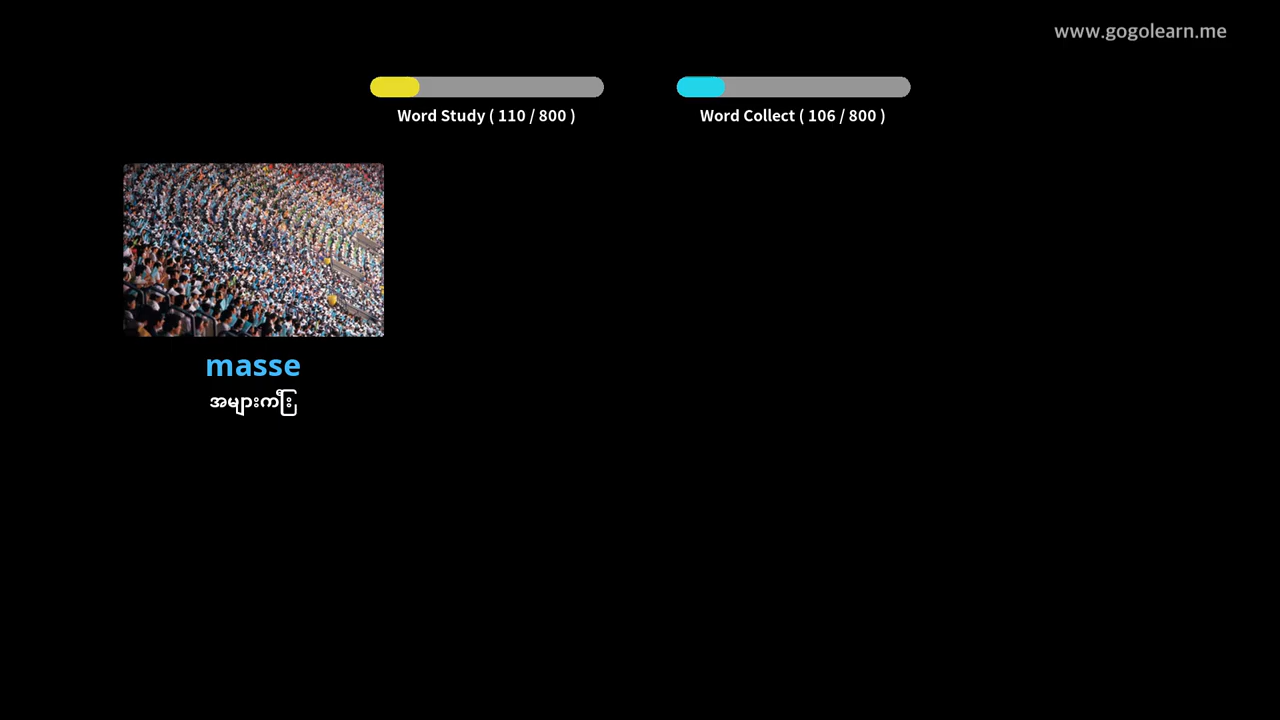 www.gogolearn.me
Word Study ( 110 / 800 )
Word Collect ( 106 / 800 )
masse
အများကြီး